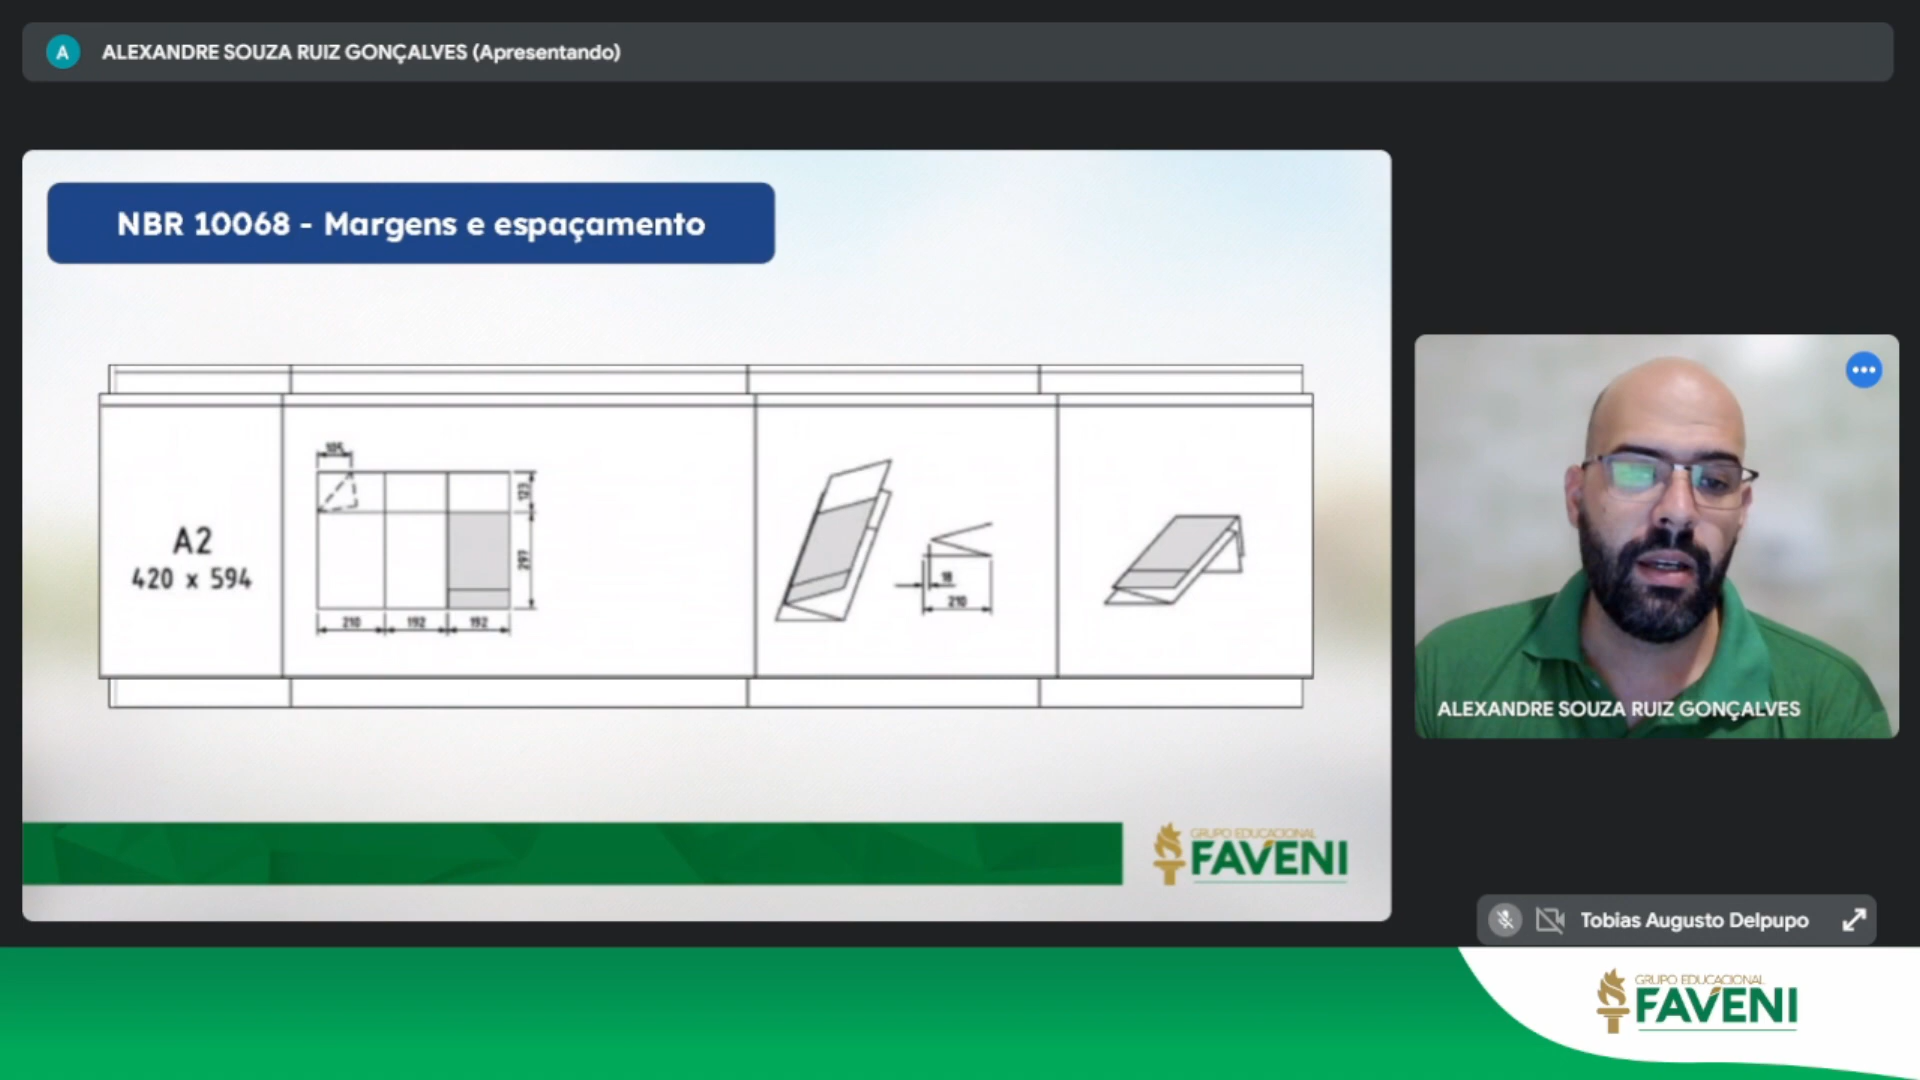 A
ALEXANDRE SOUZA RUIZ GONÇALVES (Apresentando)
NBR 10068 - Margens e espaçamento
A2
420 x 594
105
123
297
210 192 192
18
210
GRUPO EDUCACIONAL
FAVENI
ALEXANDRE SOUZA RUIZ GONÇALVES
Tobias Augusto Delpupo
GRUPO EDUCACIONAL
FAVENI